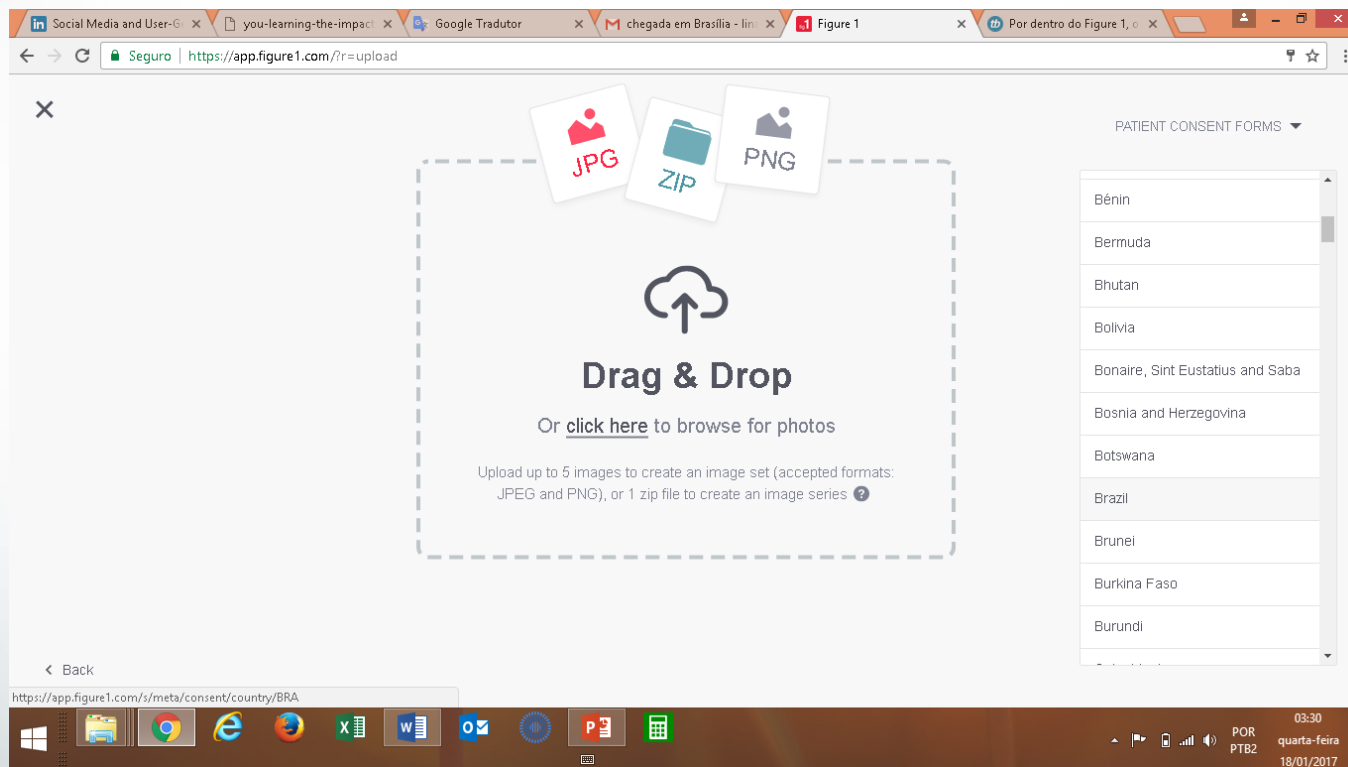 Social Media and User-G
you-learning-the-impact
Google Tradutor
chegada em Brasília - lin
Figure 1
Por dentro do Figure 1, o
Seguro | https://app.figure1.com/?r=upload
JPG
ZIP
PNG
PATIENT CONSENT FORMS
Drag & Drop
Or click here to browse for photos
Upload up to 5 images to create an image set (accepted formats:
JPEG and PNG), or 1 zip file to create an image series ?
Bénin
Bermuda
Bhutan
Bolivia
Bonaire, Sint Eustatius and Saba
Bosnia and Herzegovina
Botswana
Brazil
Brunei
Burkina Faso
Burundi
< Back
https://app.figure1.com/s/meta/consent/country/BRA
POR
PTB2
03:30
quarta-feira
18/01/2017